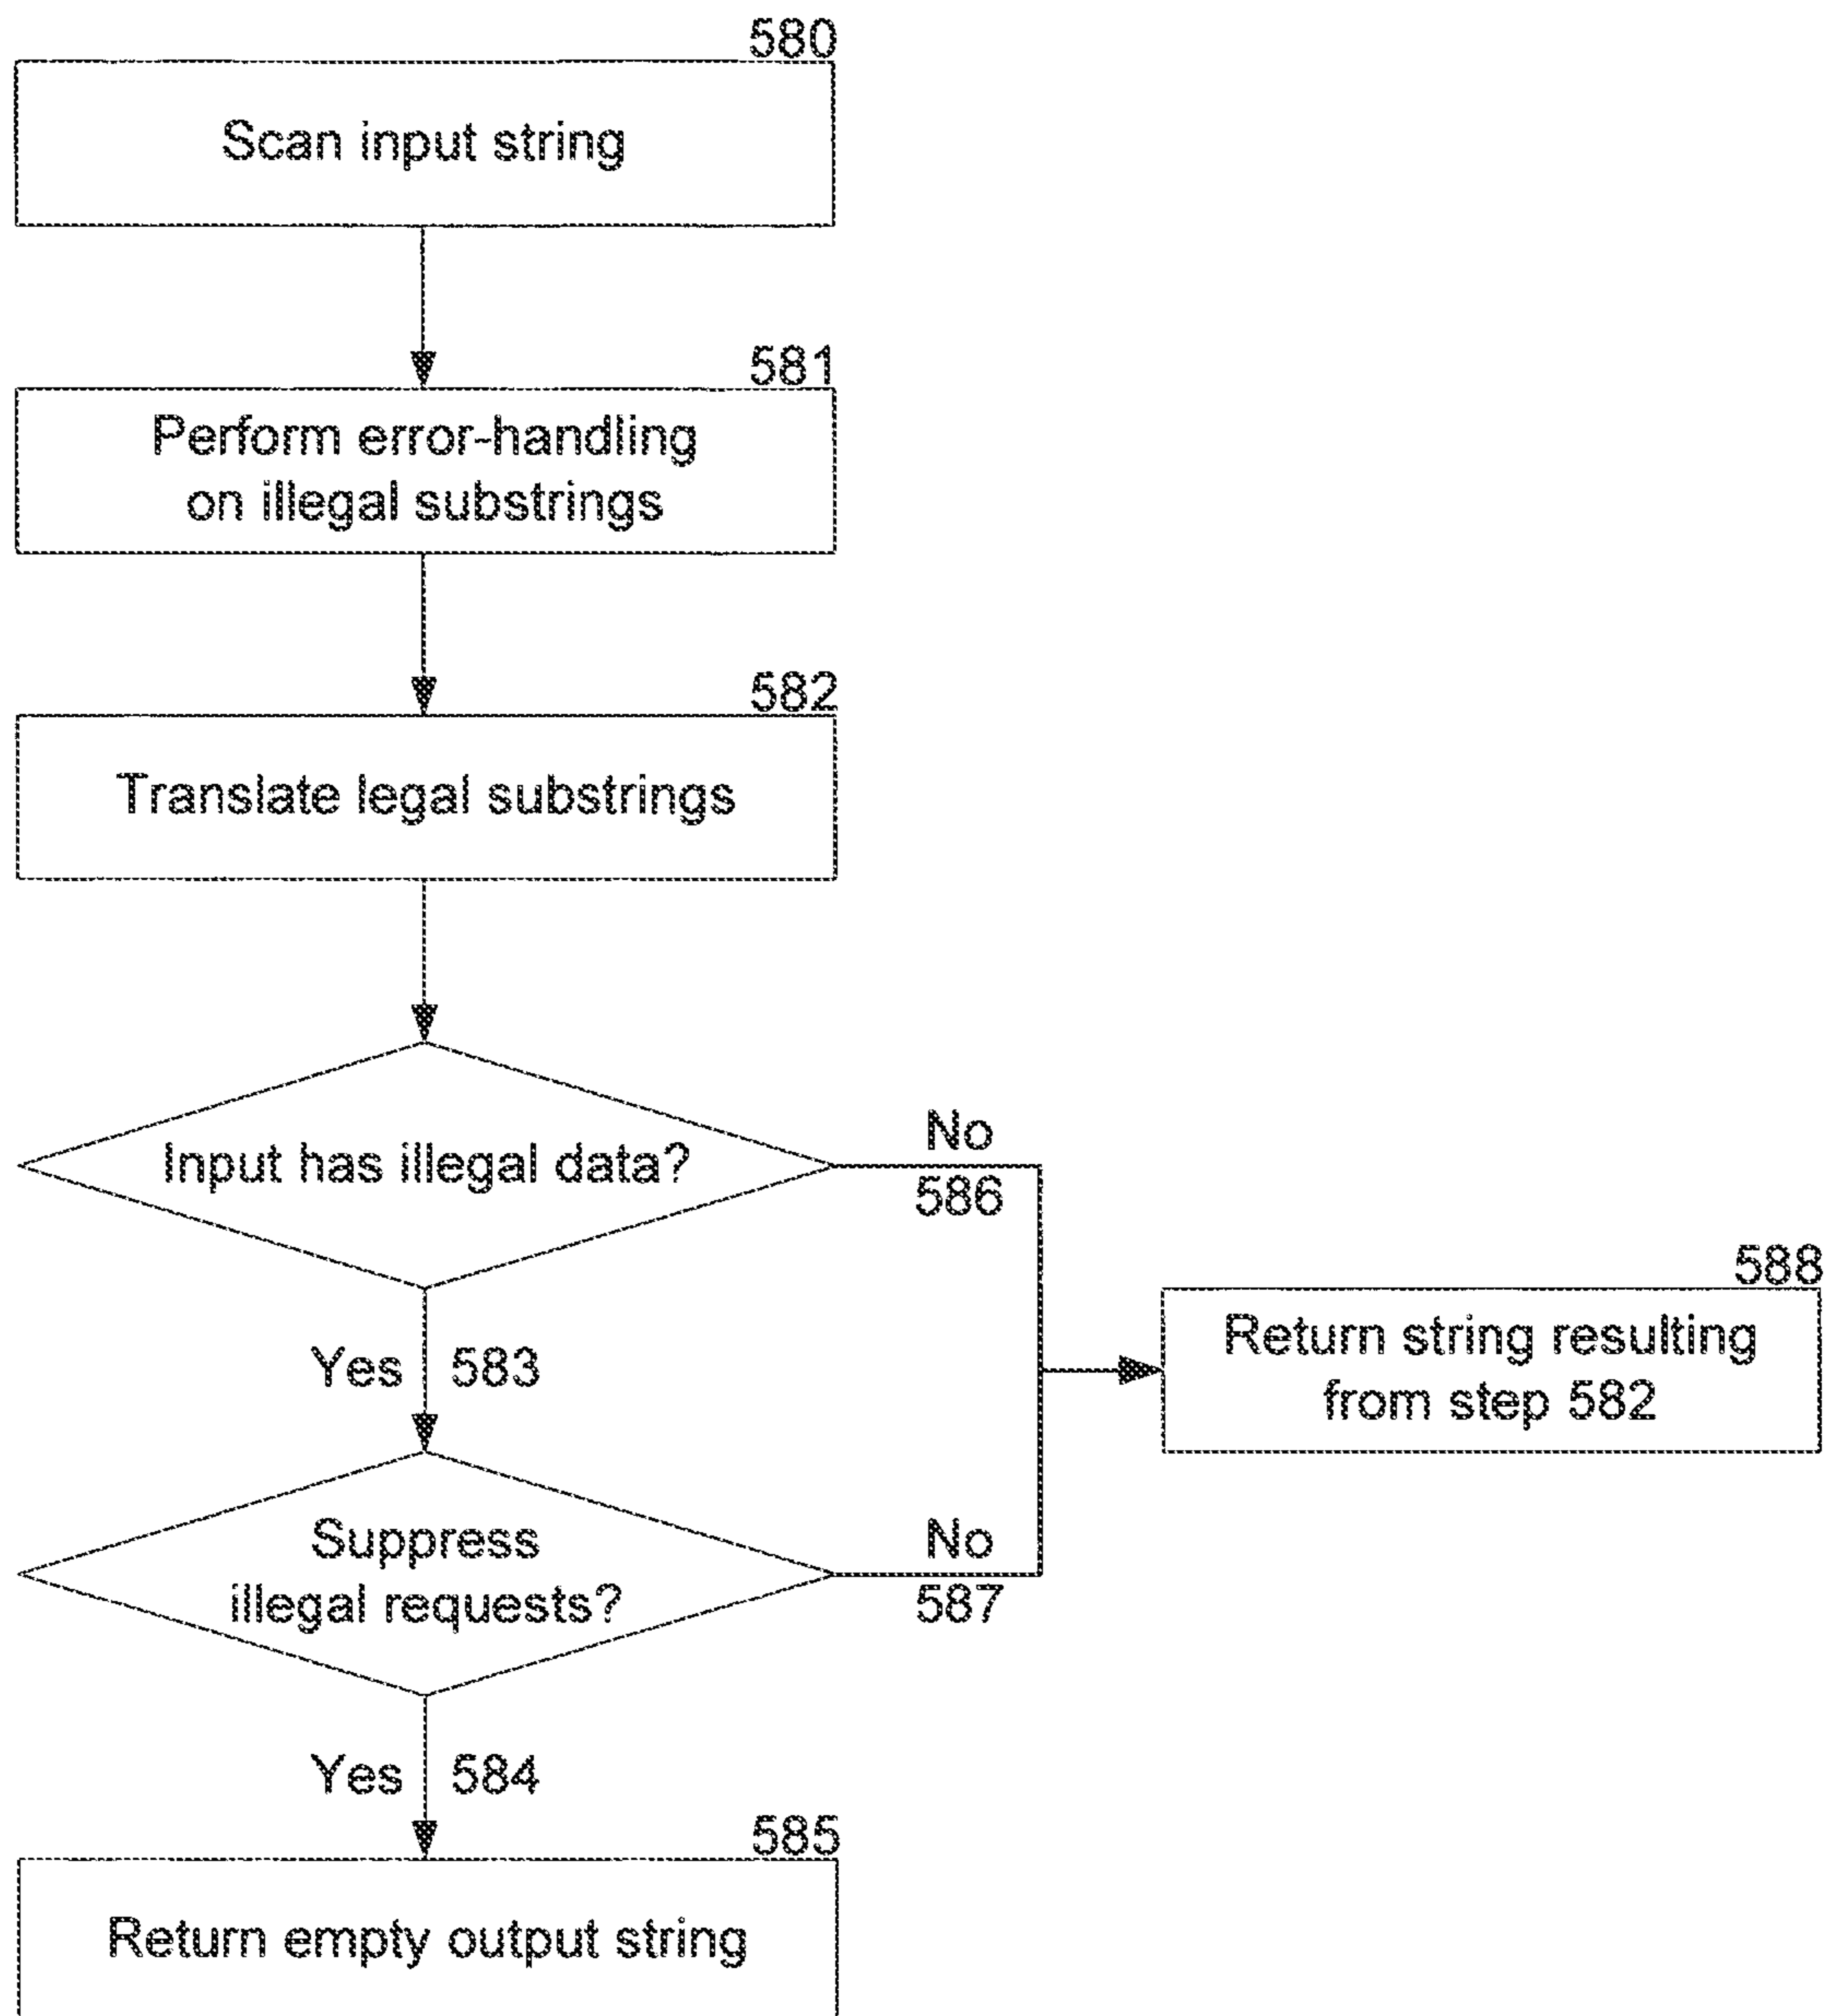 580
Scan input string
581
Perform error-handling
on illegal substrings
582
Translate legal substrings
Input has illegal data?
No
586
588
Return string resulting
from step 582
Yes 583
Suppress
illegal requests?
No
587
Yes 584
585
Return empty output string